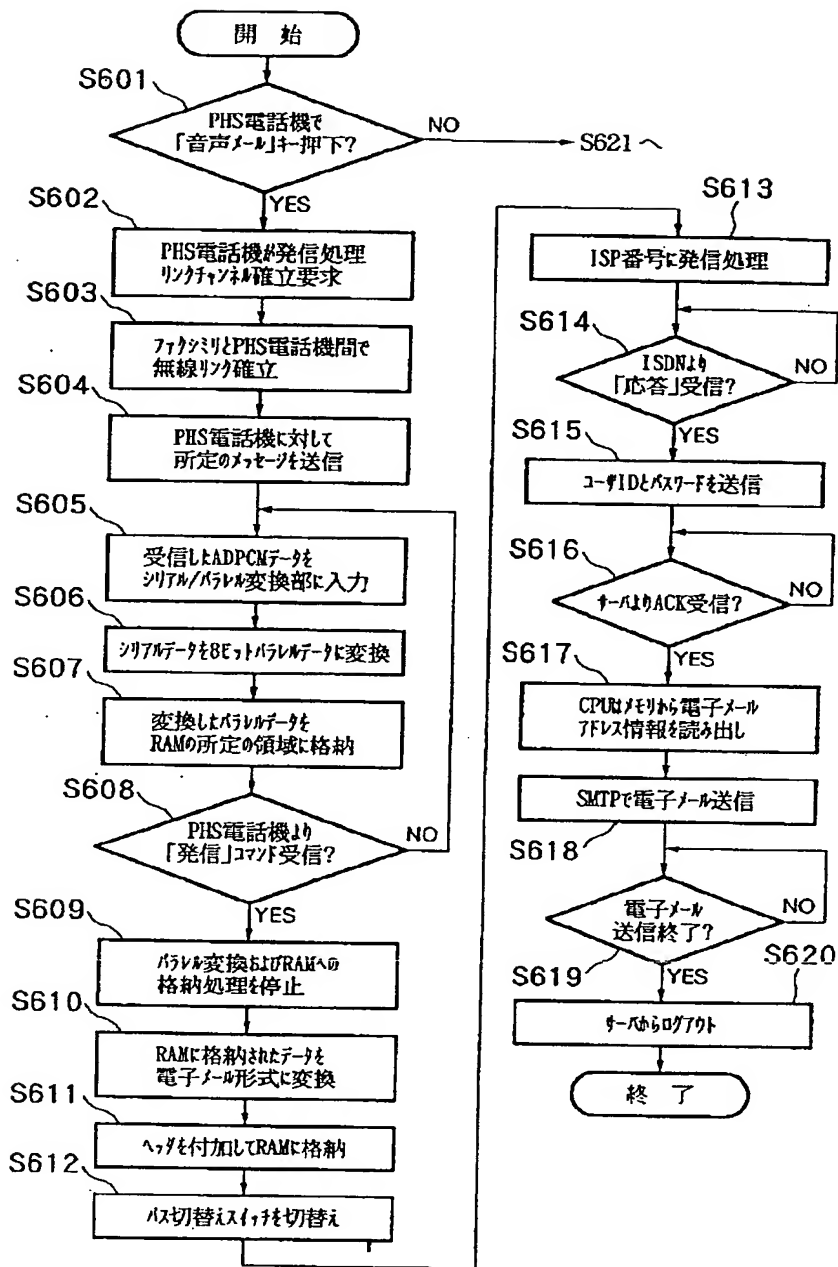 開始
S601
PHS電話機で
「音声メール」キー押下?
NO
S621へ
YES
S602
PHS電話機が発信処理
リンクチャンネル確立要求
S603
ファクシミリとPHS電話機間で
無線リンク確立
S604
PHS電話機に対して
所定のメッセージを送信
S605
受信したADPCMデータを
シリアル/パラレル変換部に入力
S606
シリアルデータを8ビットパラレルデータに変換
S607
変換したパラレルデータを
RAMの所定の領域に格納
S608
PHS電話機より
「発信」コマンド受信?
NO
YES
S609
パラレル変換およびRAMへの
格納処理を停止
S610
RAMに格納されたデータを
電子メール形式に変換
S611
ヘッダを付加してRAMに格納
S612
パス切替えスイッチを切替え
S613
ISP番号に発信処理
S614
ISDNより
「応答」受信?
NO
YES
S615
ユーザIDとパスワードを送信
S616
サーバよりACK受信?
NO
YES
S617
CPUはメモリから電子メール
アドレス情報を読み出し
SMTPで電子メール送信
S618
電子メール
送信終了?
NO
S619
YES
S620
サーバからログアウト
終了